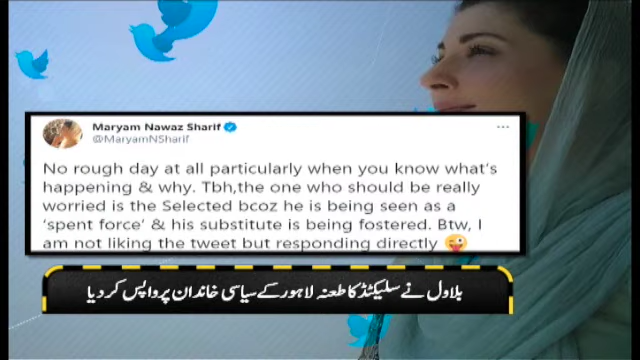 Maryam Nawaz Sharif
@MaryamNSharif
No rough day at all particularly when you know what's
happening & why. Tbh,the one who should be really
worried is the Selected bcoz he is being seen as a
'spent force' & his substitute is being fostered. Btw, I
am not liking the tweet but responding directly 😜
بلاول نے سلیکٹڈ کا طعنہ لاہور کے سیاسی خاندان پر واپس کر دیا